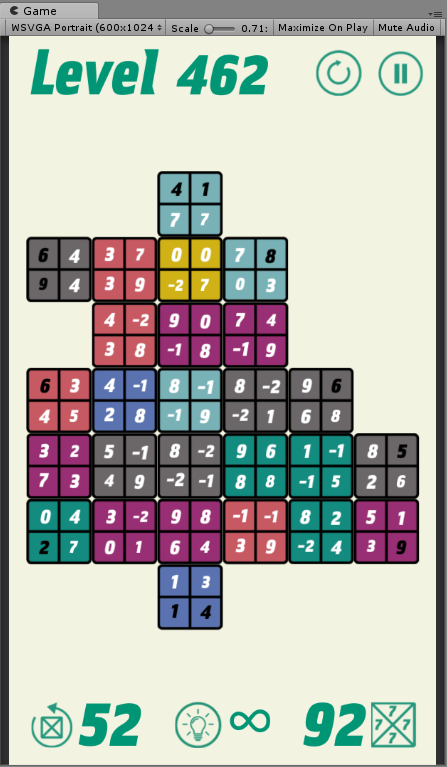 Game
WSVGA Portrait (600x1024 Scale 0.71: Maximize On Play Mute Audio
Level 462
4 1
7 7
6 4 3 7 0 0 7 8
9 4 3 9 -2 7 0 3
4 -2 9 0 7 4
3 8 -1 8 -1 9
6 3 4 -1 8 -1 8 -2 9 6
4 5 2 8 -1 9 -2 1 6 8
3 2 5 -1 8 -2 9 6 1 -1 8 5
7 3 4 9 -2 -1 8 8 -1 5 2 6
0 4 3 -2 9 8 -1 -1 8 2 5 1
2 7 0 1 6 4 3 9 -2 4 3 9
1 3
1 4
52 ∞ 92 7 7 7 7